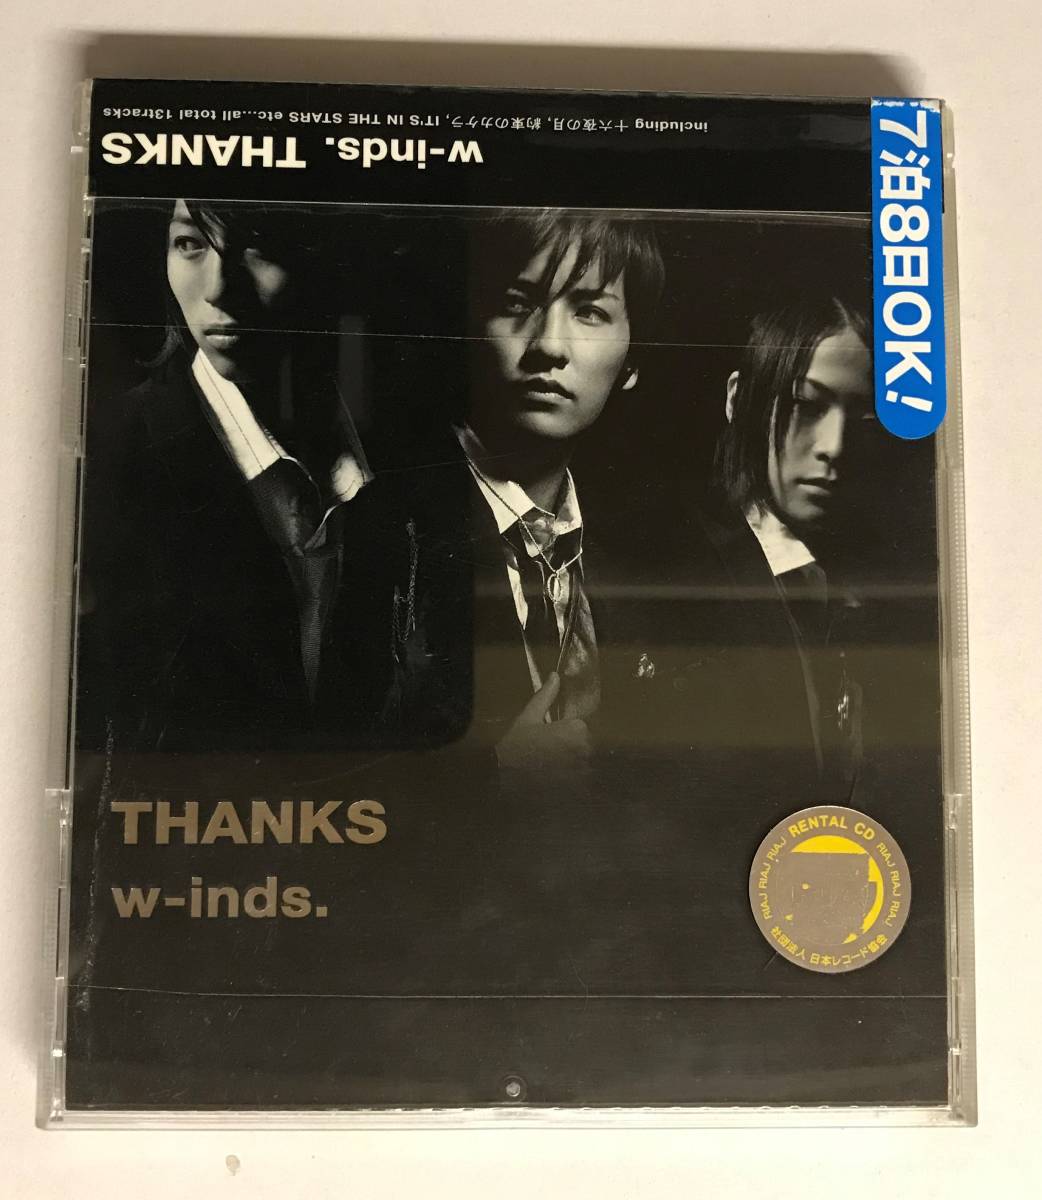 including 十六夜の月, 約束のカケラ, IT'S IN THE STARS etc...all total 13tracks
w-inds. THANKS
7泊8日OK!
THANKS
w-inds.
RENTAL CD
RIAJ RIAJ RIAJ
RIAJ RIAJ RIAJ
社団法人 日本レコード協会